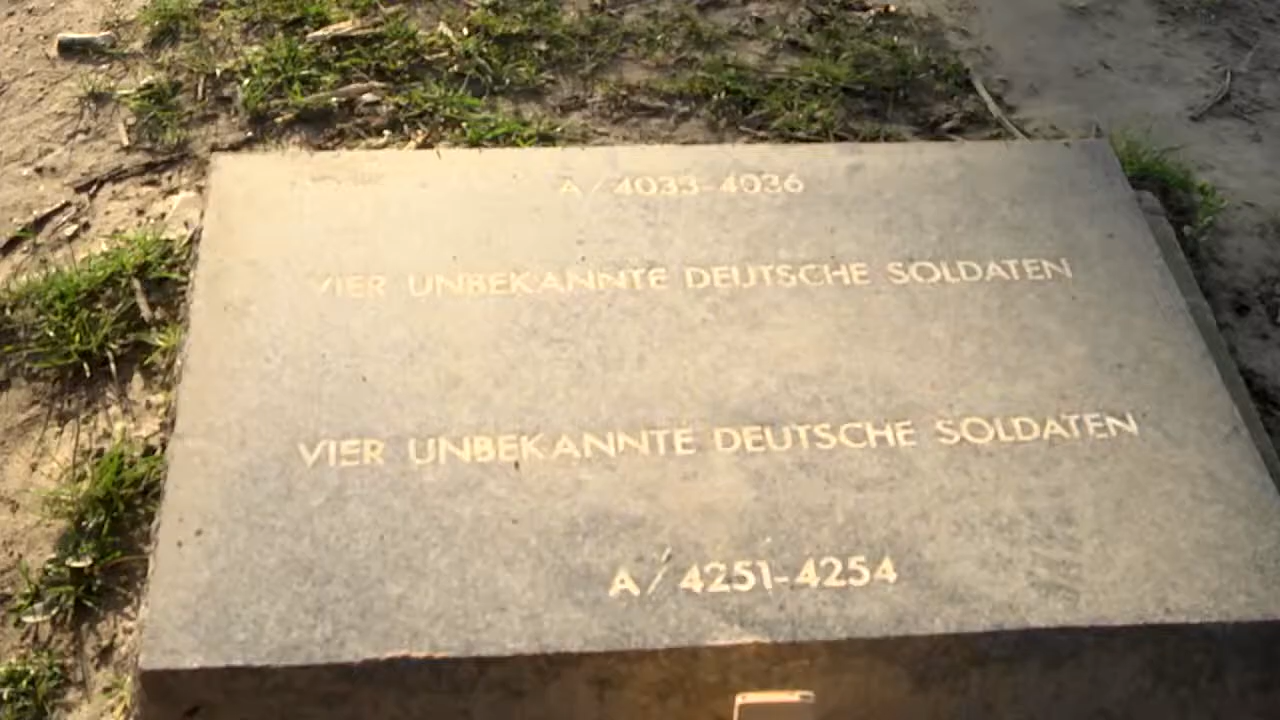 A/4033-4036
VIER UNBEKANNTE DEUTSCHE SOLDATEN
VIER UNBEKANNTE DEUTSCHE SOLDATEN
A/4251-4254